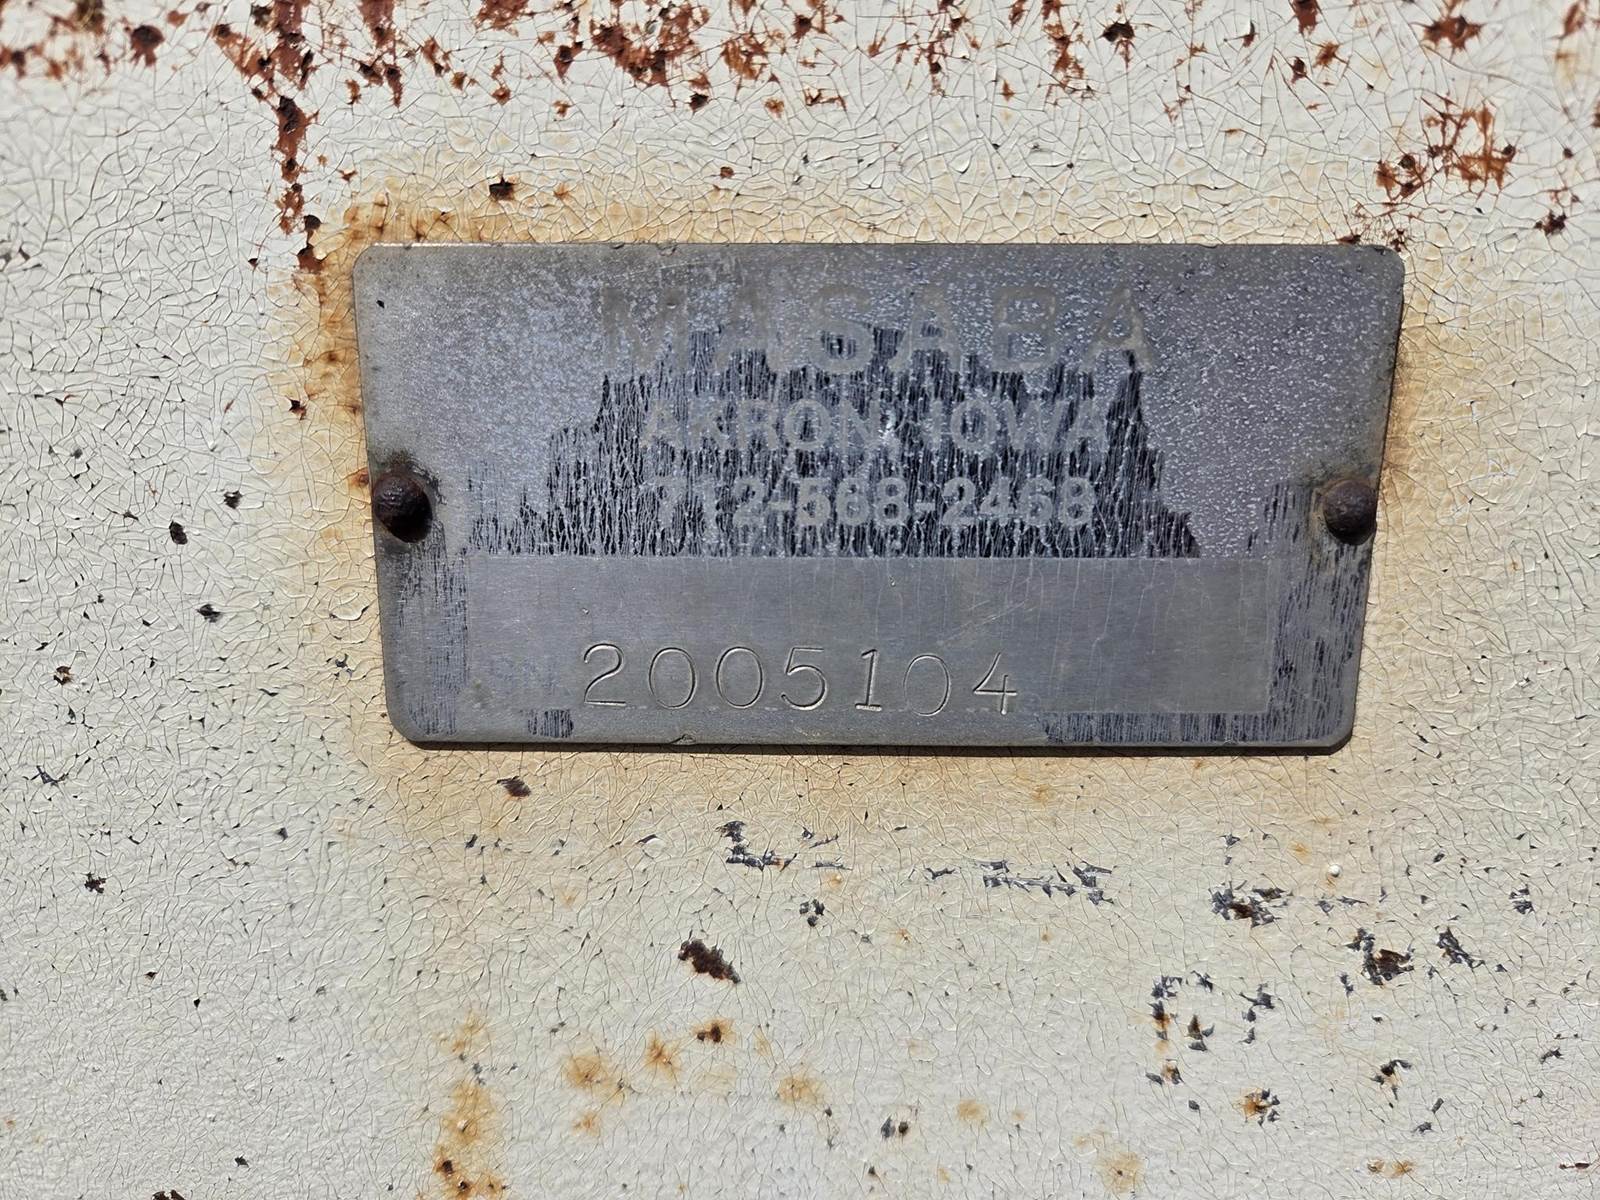 MASABA
AKRON, IOWA
712-568-2468
SN 2005104